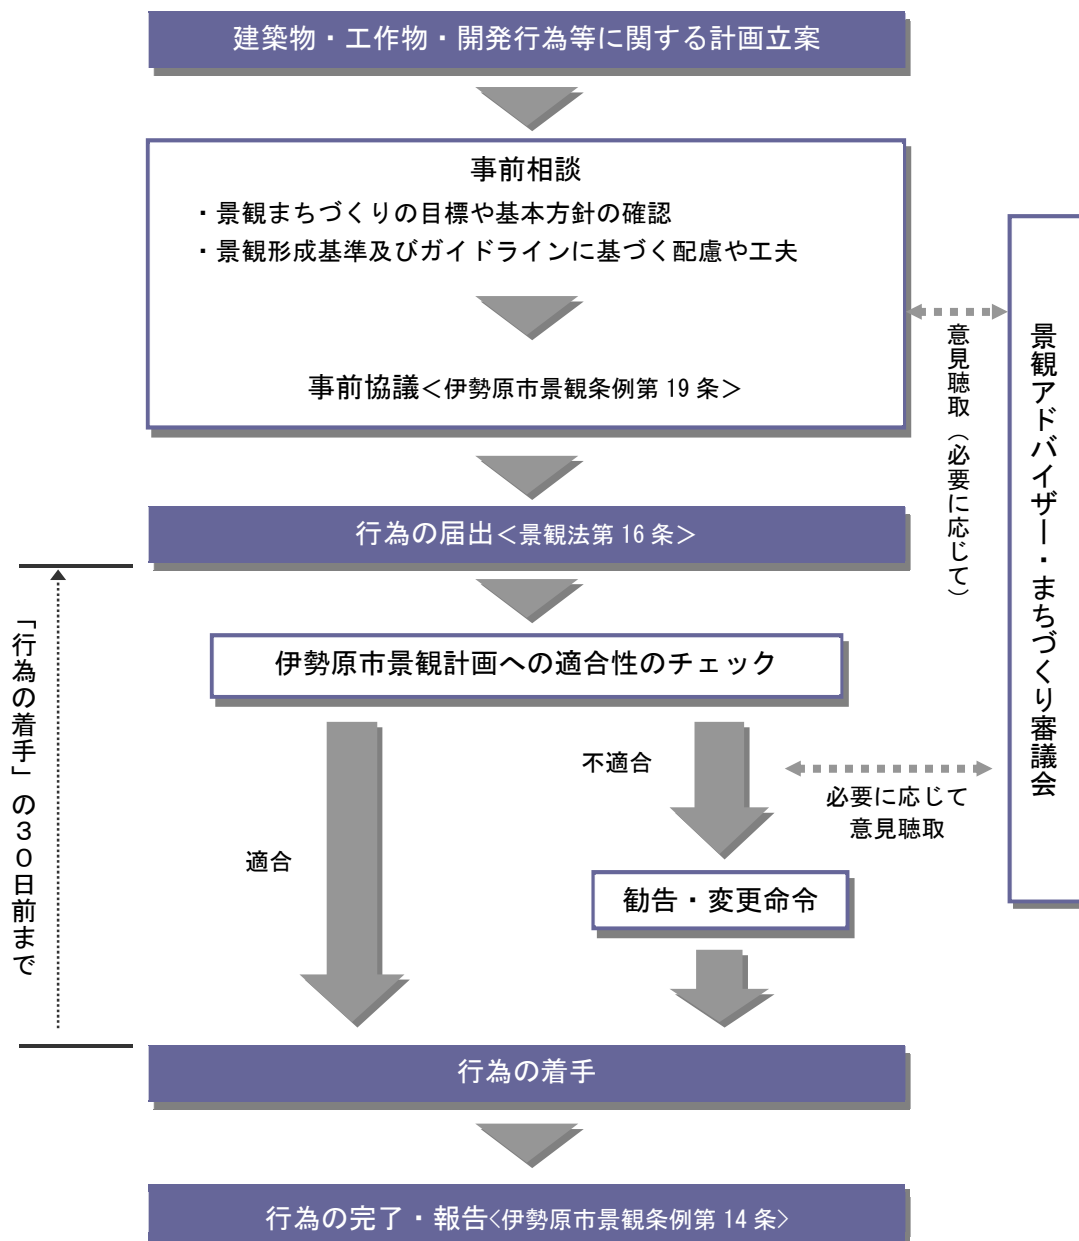 建築物・工作物・開発行為等に関する計画立案
事前相談
・景観まちづくりの目標や基本方針の確認
・景観形成基準及びガイドラインに基づく配慮や工夫
事前協議<伊勢原市景観条例第 19 条>
意見聴取（必要に応じて）
景観アドバイザー・まちづくり審議会
行為の届出<景観法第 16 条>
「行為の着手」の３０日前まで
伊勢原市景観計画への適合性のチェック
不適合
必要に応じて
意見聴取
適合
勧告・変更命令
行為の着手
行為の完了・報告<伊勢原市景観条例第 14 条>